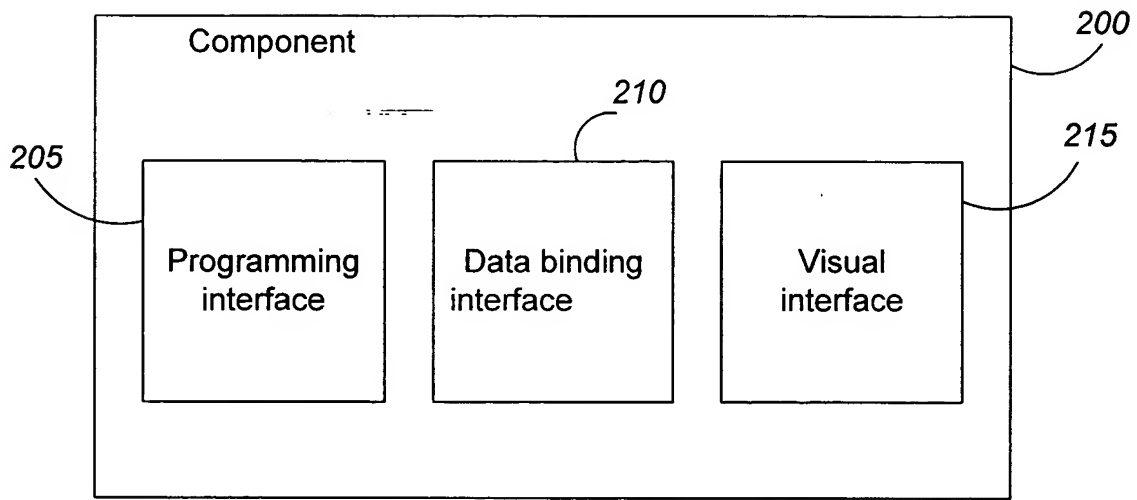 Component
200
210
205
215
Programming
interface
Data binding
interface
Visual
interface